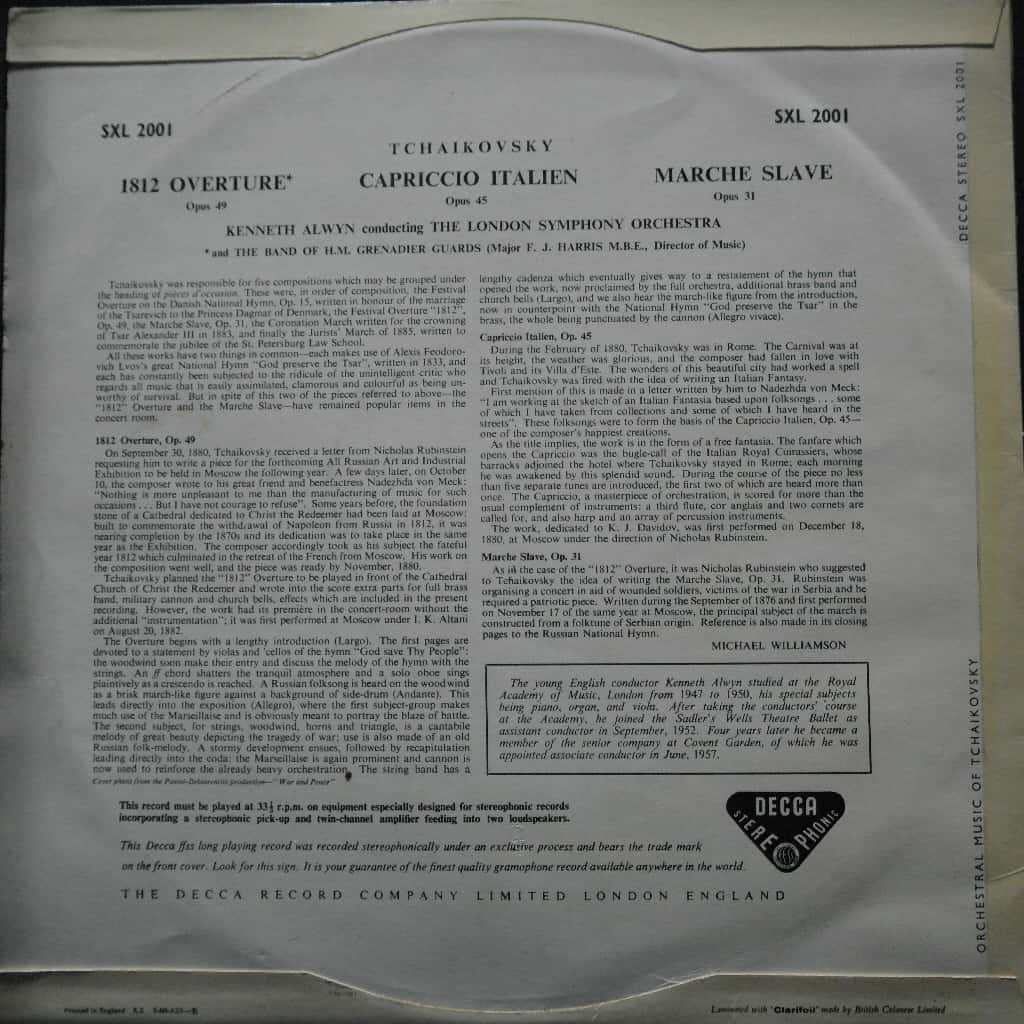 SXL 2001
SXL 2001
TCHAIKOVSKY
1812 OVERTURE*
CAPRICCIO ITALIEN
MARCHE SLAVE
Opus 49
Opus 45
Opus 31
KENNETH ALWYN conducting THE LONDON SYMPHONY ORCHESTRA
*and THE BAND OF H.M. GRENADIER GUARDS (Major F. J. HARRIS M.B.E., Director of Music)
Tchaikovsky was responsible for five compositions which may be grouped under
the heading of pièces d'occasion. These were, in order of composition, the Festival
Overture on the Danish National Hymn, Op. 15, written in honour of the marriage
of the Tsarevich to the Princess Dagmar of Denmark, the Festival Overture "1812",
Op. 49, the Marche Slave, Op. 31, the Coronation March written for the crowning
of Tsar Alexander III in 1883, and finally the Jurists' March of 1885, written to
commemorate the jubilee of the St. Petersburg Law School.
All these works have two things in common—each makes use of Alexis Feodoro-
vich Lvov's great National Hymn "God preserve the Tsar", written in 1833, and
each has constantly been subjected to the ridicule of the unintelligent critic who
regards all music that is easily assimilated, clamorous and colourful as being un-
worthy of survival. But in spite of this two of the pieces referred to above—the
"1812" Overture and the Marche Slave—have remained popular items in the
concert room.
1812 Overture, Op. 49
On September 30, 1880, Tchaikovsky received a letter from Nicholas Rubinstein
requesting him to write a piece for the forthcoming All Russian Art and Industrial
Exhibition to be held in Moscow the following year. A few days later, on October
10, the composer wrote to his great friend and benefactress Nadezhda von Meck:
"Nothing is more unpleasant to me than the manufacturing of music for such
occasions . . . But I have not courage to refuse". Some years before, the foundation
stone of a Cathedral dedicated to Christ the Redeemer had been laid at Moscow;
built to commemorate the withdrawal of Napoleon from Russia in 1812, it was
nearing completion by the 1870s and its dedication was to take place in the same
year as the Exhibition. The composer accordingly took as his subject the fateful
year 1812 which culminated in the retreat of the French from Moscow. His work on
the composition went well, and the piece was ready by November, 1880.
Tchaikovsky planned the "1812" Overture to be played in front of the Cathedral
Church of Christ the Redeemer and wrote into the score extra parts for full brass
band, military cannon and church bells, effects which are included in the present
recording. However, the work had its première in the concert-room without the
additional "instrumentation"; it was first performed at Moscow under I. K. Altani
on August 20, 1882.
The Overture begins with a lengthy introduction (Largo). The first pages are
devoted to a statement by violas and 'cellos of the hymn "God save Thy People":
the woodwind soon make their entry and discuss the melody of the hymn with the
strings. An ff chord shatters the tranquil atmosphere and a solo oboe sings
plaintively as a crescendo is reached. A Russian folksong is heard on the woodwind
as a brisk march-like figure against a background of side-drum (Andante). This
leads directly into the exposition (Allegro), where the first subject-group makes
much use of the Marseillaise and is obviously meant to portray the blaze of battle.
The second subject, for strings, woodwind, horns and triangle, is a cantabile
melody of great beauty depicting the tragedy of war; use is also made of an old
Russian folk-melody. A stormy development ensues, followed by recapitulation
leading directly into the coda: the Marseillaise is again prominent and cannon is
now used to reinforce the already heavy orchestration. The string band has a
Cover photo from the Ponti-Delaurentiis production—"War and Peace"
lengthy cadenza which eventually gives way to a restatement of the hymn that
opened the work, now proclaimed by the full orchestra, additional brass band and
church bells (Largo), and we also hear the march-like figure from the introduction,
now in counterpoint with the National Hymn "God preserve the Tsar" in the
brass, the whole being punctuated by the cannon (Allegro vivace).
Capriccio Italien, Op. 45
During the February of 1880, Tchaikovsky was in Rome. The Carnival was at
its height, the weather was glorious, and the composer had fallen in love with
Tivoli and its Villa d'Este. The wonders of this beautiful city had worked a spell
and Tchaikovsky was fired with the idea of writing an Italian Fantasy.
First mention of this is made in a letter written by him to Nadezhda von Meck:
"I am working at the sketch of an Italian Fantasia based upon folksongs . . . some
of which I have taken from collections and some of which I have heard in the
streets". These folksongs were to form the basis of the Capriccio Italien, Op. 45—
one of the composer's happiest creations.
As the title implies, the work is in the form of a free fantasia. The fanfare which
opens the Capriccio was the bugle-call of the Italian Royal Cuirassiers, whose
barracks adjoined the hotel where Tchaikovsky stayed in Rome; each morning
he was awakened by this splendid sound. During the course of the piece no less
than five separate tunes are introduced, the first two of which are heard more than
once. The Capriccio, a masterpiece of orchestration, is scored for more than the
usual complement of instruments: a third flute, cor anglais and two cornets are
called for, and also harp and an array of percussion instruments.
The work, dedicated to K. J. Davidov, was first performed on December 18,
1880, at Moscow under the direction of Nicholas Rubinstein.
Marche Slave, Op. 31
As in the case of the "1812" Overture, it was Nicholas Rubinstein who suggested
to Tchaikovsky the idea of writing the Marche Slave, Op. 31. Rubinstein was
organising a concert in aid of wounded soldiers, victims of the war in Serbia and he
required a patriotic piece. Written during the September of 1876 and first performed
on November 17 of the same year at Moscow, the principal subject of the march is
constructed from a folktune of Serbian origin. Reference is also made in its closing
pages to the Russian National Hymn.
MICHAEL WILLIAMSON
The young English conductor Kenneth Alwyn studied at the Royal
Academy of Music, London from 1947 to 1950, his special subjects
being piano, organ, and viola. After taking the conductors' course
at the Academy, he joined the Sadler's Wells Theatre Ballet as
assistant conductor in September, 1952. Four years later he became a
member of the senior company at Covent Garden, of which he was
appointed associate conductor in June, 1957.
This record must be played at 33⅓ r.p.m. on equipment especially designed for stereophonic records
incorporating a stereophonic pick-up and twin-channel amplifier feeding into two loudspeakers.
This Decca ffss long playing record was recorded stereophonically under an exclusive process and bears the trade mark
on the front cover. Look for this sign. It is your guarantee of the finest quality gramophone record available anywhere in the world.
DECCA
STEREOPHONIC
THE DECCA RECORD COMPANY LIMITED LONDON ENGLAND
DECCA STEREO SXL 2001
ORCHESTRAL MUSIC OF TCHAIKOVSKY
Printed in England
Laminated with 'Clarifoil' made by British Celanese Limited